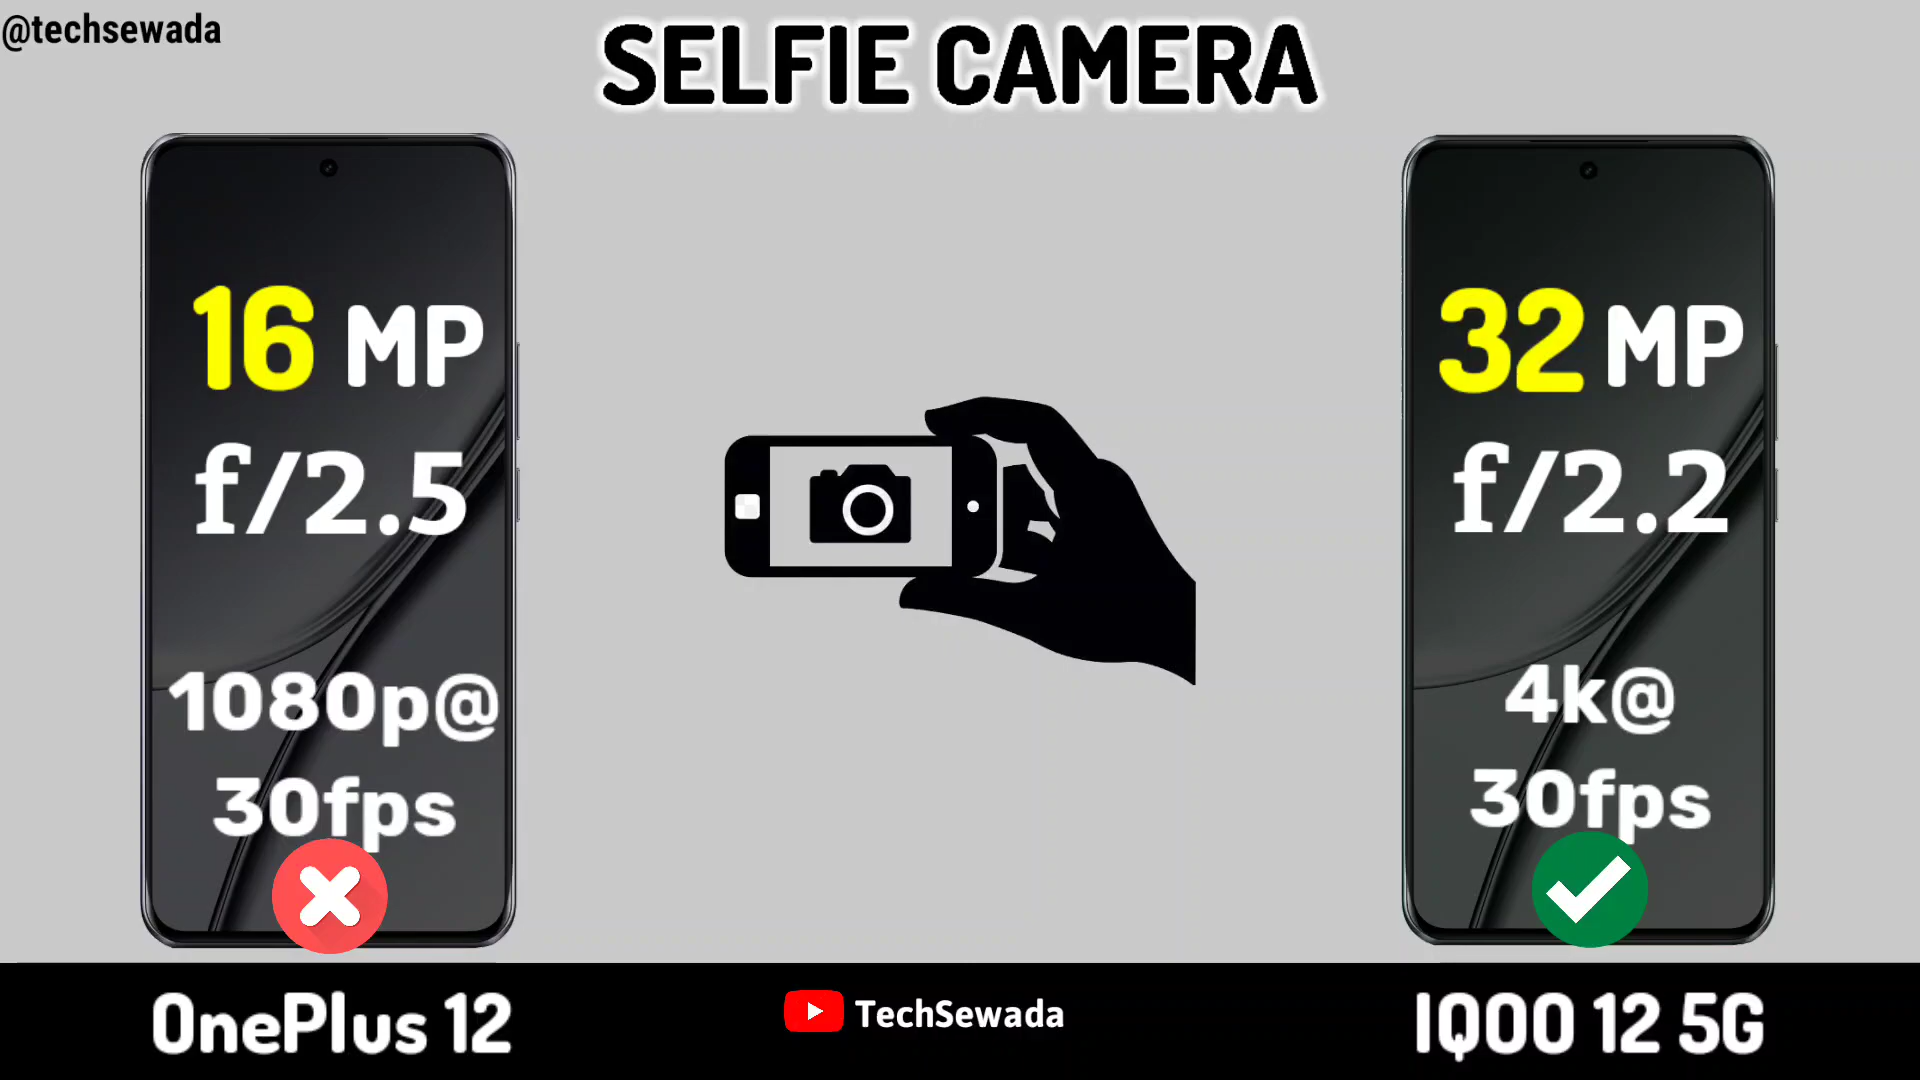 @techsewada
SELFIE CAMERA
16 MP
f/2.5
1080p@
30fps
32 MP
f/2.2
4k@
30fps
OnePlus 12
TechSewada
IQOO 12 5G